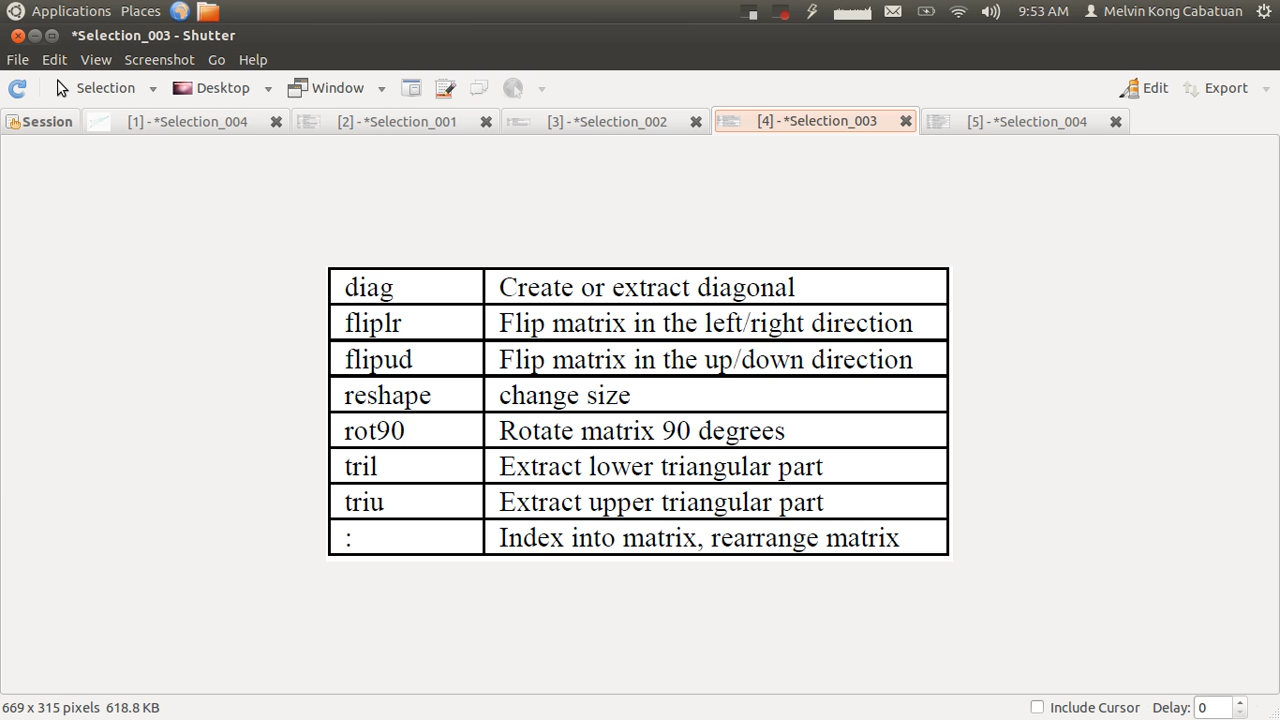 Applications Places 9:53 AM Melvin Kong Cabatuan
*Selection_003 - Shutter
File Edit View Screenshot Go Help
Selection Desktop Window Edit Export
Session [1] - *Selection_004 [2] - *Selection_001 [3] - *Selection_002 [4] - *Selection_003 [5] - *Selection_004
diag Create or extract diagonal
fliplr Flip matrix in the left/right direction
flipud Flip matrix in the up/down direction
reshape change size
rot90 Rotate matrix 90 degrees
tril Extract lower triangular part
triu Extract upper triangular part
: Index into matrix, rearrange matrix
669 x 315 pixels 618.8 KB Include Cursor Delay: 0